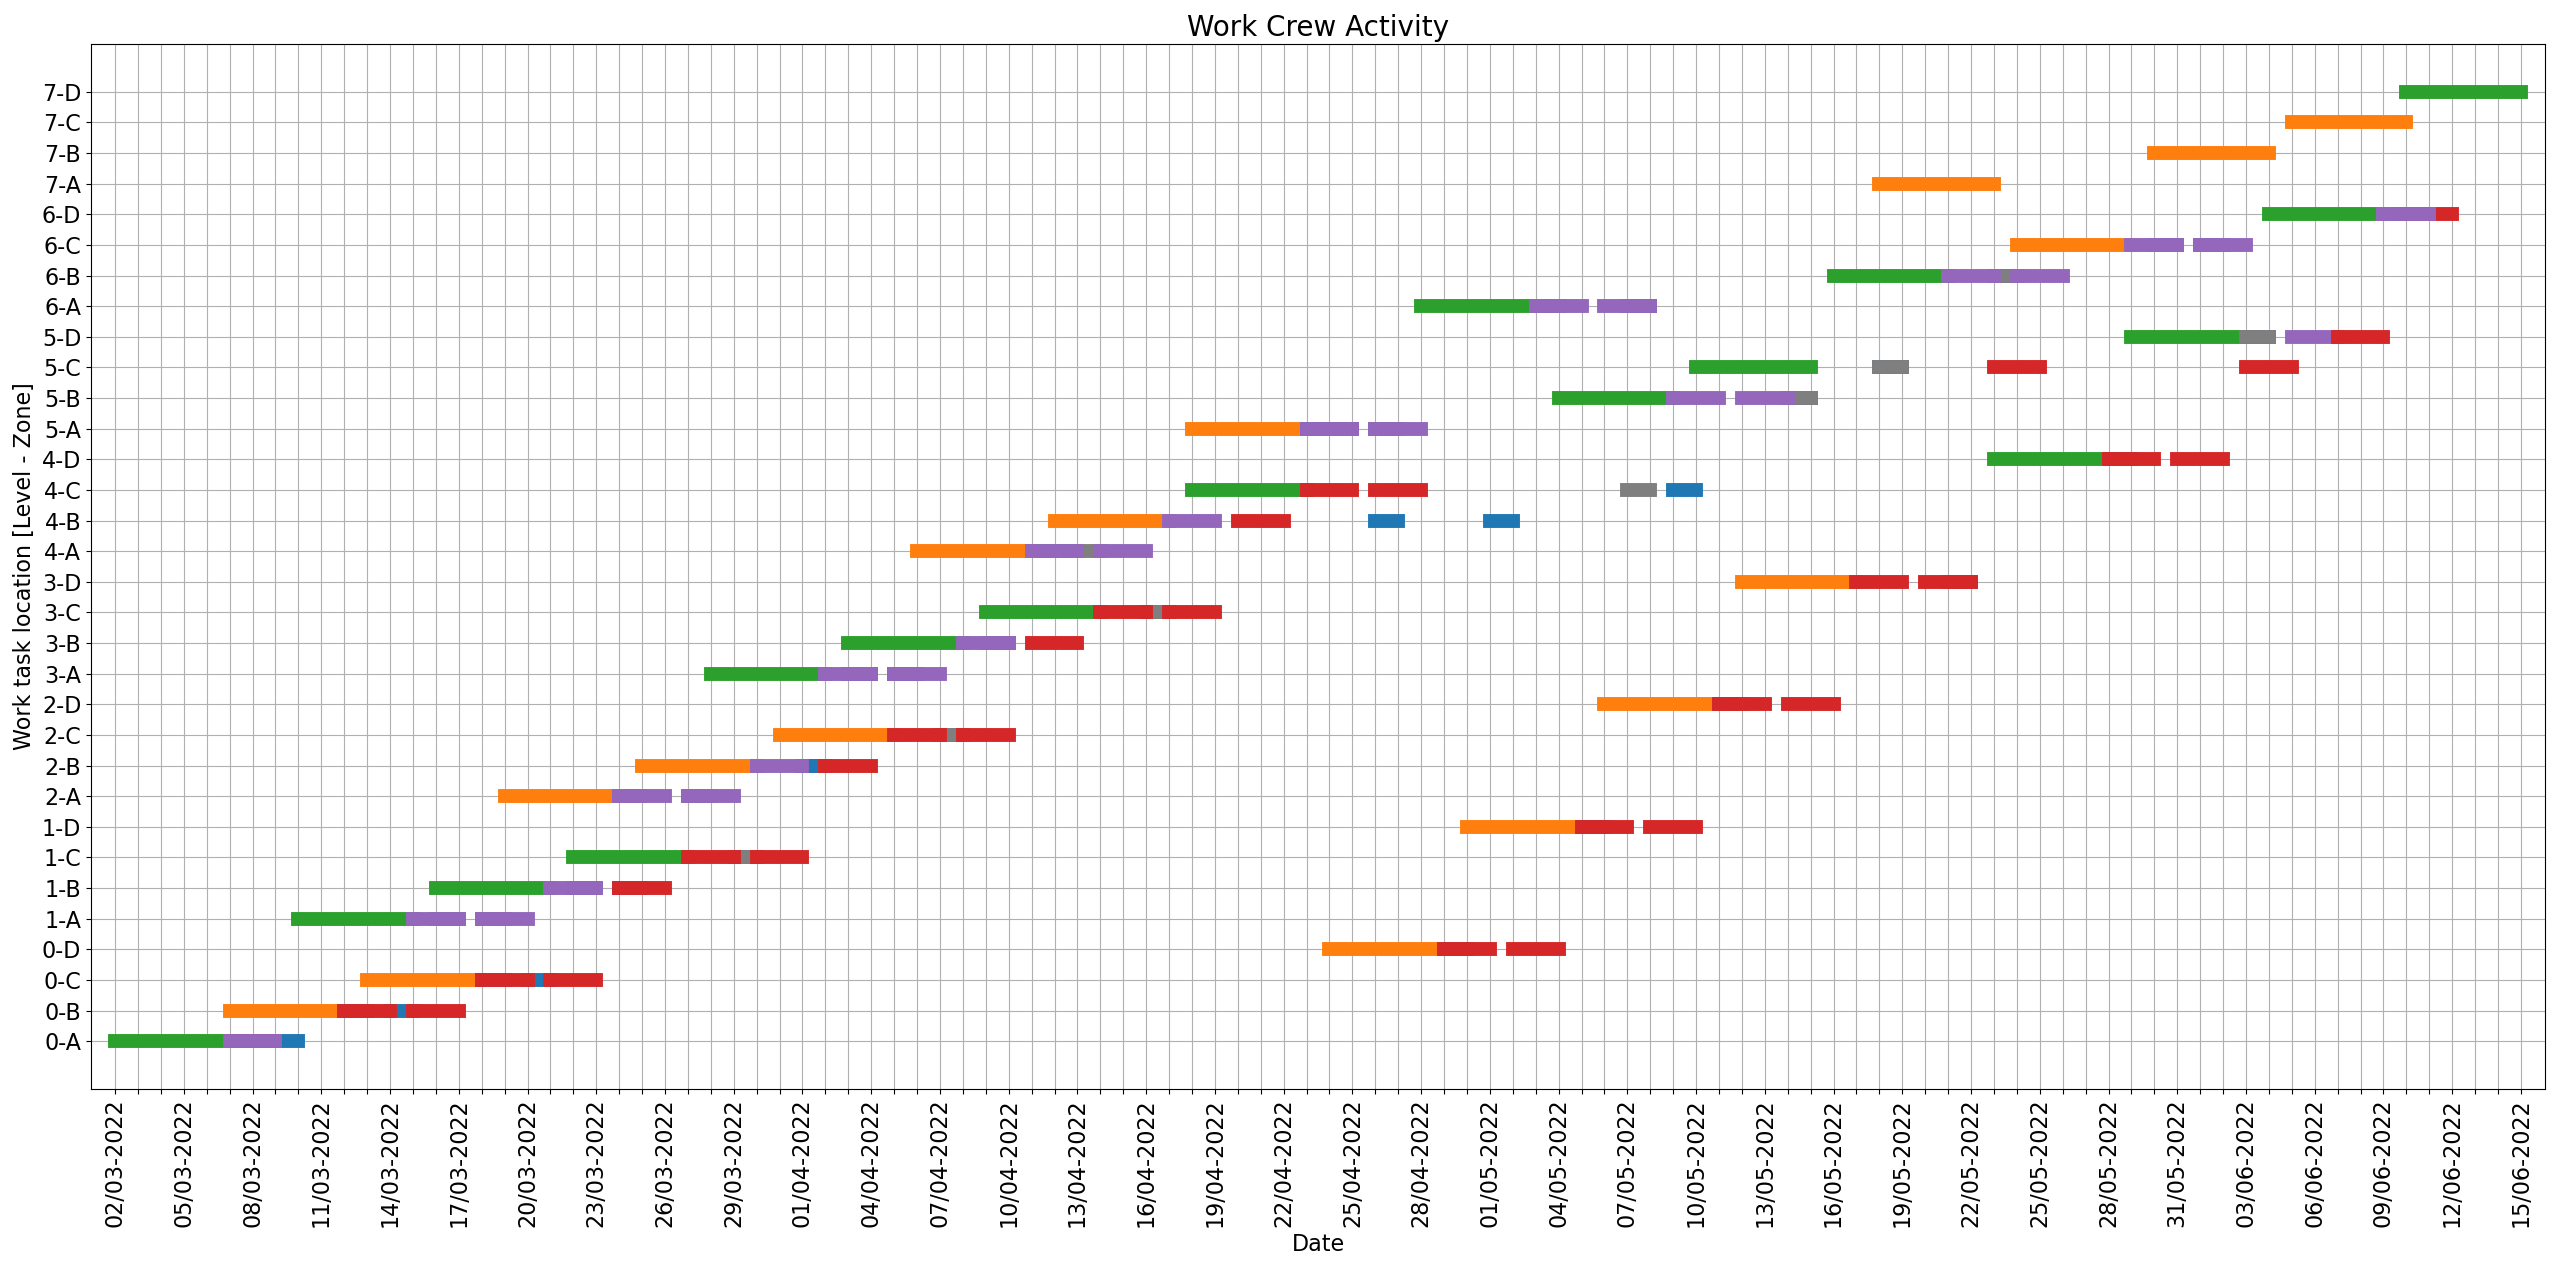 Work Crew Activity
7-D
7-C
7-B
7-A
6-D
6-C
6-B
6-A
5-D
5-C
5-B
5-A
4-D
4-C
4-B
4-A
3-D
3-C
3-B
3-A
2-D
2-C
2-B
2-A
1-D
1-C
1-B
1-A
0-D
0-C
0-B
0-A
Work task location [Level - Zone]
02/03-2022
05/03-2022
08/03-2022
11/03-2022
14/03-2022
17/03-2022
20/03-2022
23/03-2022
26/03-2022
29/03-2022
01/04-2022
04/04-2022
07/04-2022
10/04-2022
13/04-2022
16/04-2022
19/04-2022
22/04-2022
25/04-2022
28/04-2022
01/05-2022
04/05-2022
07/05-2022
10/05-2022
13/05-2022
16/05-2022
19/05-2022
22/05-2022
25/05-2022
28/05-2022
31/05-2022
03/06-2022
06/06-2022
09/06-2022
12/06-2022
15/06-2022
Date